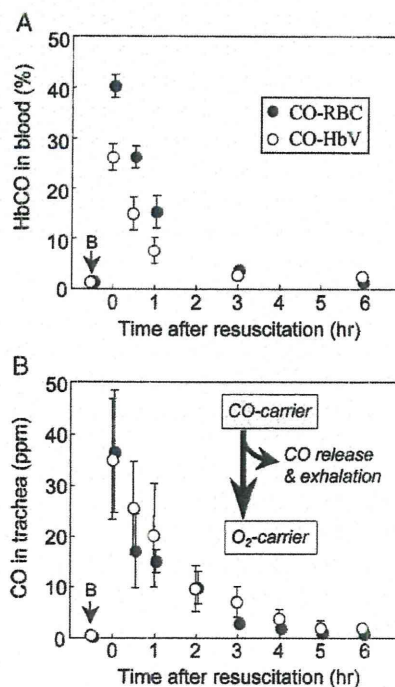 A
HbCO in blood (%)
50
40
30
20
10
0
CO-RBC
CO-HbV
B
0 1 2 3 4 5 6
Time after resuscitation (hr)
B
CO in trachea (ppm)
50
40
30
20
10
0
CO-carrier
CO release
& exhalation
O₂-carrier
B
0 1 2 3 4 5 6
Time after resuscitation (hr)